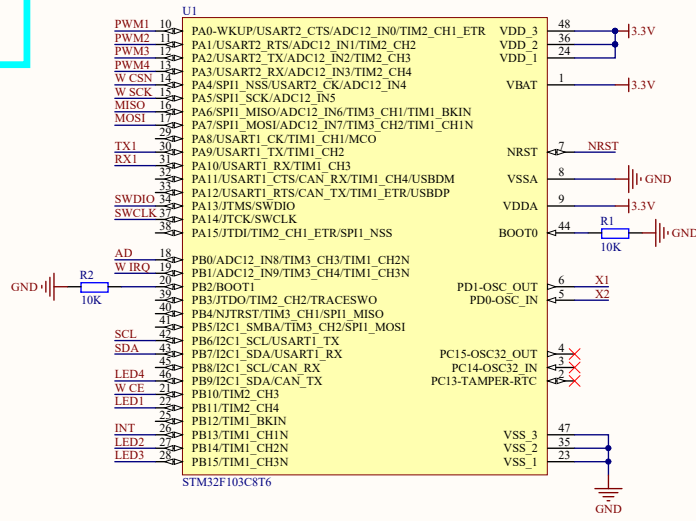 U1
PWM1 10 PA0-WKUP/USART2_CTS/ADC12_IN0/TIM2_CH1_ETR VDD_3 48 3.3V
PWM2 11 PA1/USART2_RTS/ADC12_IN1/TIM2_CH2 VDD_2 36
PWM3 12 PA2/USART2_TX/ADC12_IN2/TIM2_CH3 VDD_1 24
PWM4 13 PA3/USART2_RX/ADC12_IN3/TIM2_CH4
W CSN 14 PA4/SPI1_NSS/USART2_CK/ADC12_IN4 VBAT 1 3.3V
W SCK 15 PA5/SPI1_SCK/ADC12_IN5
MISO 16 PA6/SPI1_MISO/ADC12_IN6/TIM3_CH1/TIM1_BKIN
MOSI 17 PA7/SPI1_MOSI/ADC12_IN7/TIM3_CH2/TIM1_CH1N
29 PA8/USART1_CK/TIM1_CH1/MCO
TX1 30 PA9/USART1_TX/TIM1_CH2 NRST 7 NRST
RX1 31 PA10/USART1_RX/TIM1_CH3
32 PA11/USART1_CTS/CAN_RX/TIM1_CH4/USBDM VSSA 8 GND
33 PA12/USART1_RTS/CAN_TX/TIM1_ETR/USBDP
SWDIO 34 PA13/JTMS/SWDIO VDDA 9 3.3V
SWCLK 37 PA14/JTCK/SWCLK
38 PA15/JTDI/TIM2_CH1_ETR/SPI1_NSS BOOT0 44 R1 10K GND
AD 18 PB0/ADC12_IN8/TIM3_CH3/TIM1_CH2N
W IRQ 19 PB1/ADC12_IN9/TIM3_CH4/TIM1_CH3N
GND R2 10K 20 PB2/BOOT1 PD1-OSC_OUT 6 X1
39 PB3/JTDO/TIM2_CH2/TRACESWO PD0-OSC_IN 5 X2
40 PB4/NJTRST/TIM3_CH1/SPI1_MISO
41 PB5/I2C1_SMBA/TIM3_CH2/SPI1_MOSI
SCL 42 PB6/I2C1_SCL/USART1_TX
SDA 43 PB7/I2C1_SDA/USART1_RX PC15-OSC32_OUT 4
45 PB8/I2C1_SCL/CAN_RX PC14-OSC32_IN 3
LED4 46 PB9/I2C1_SDA/CAN_TX PC13-TAMPER-RTC 2
W CE 21 PB10/TIM2_CH3
LED1 22 PB11/TIM2_CH4
25 PB12/TIM1_BKIN
INT 26 PB13/TIM1_CH1N VSS_3 47
LED2 27 PB14/TIM1_CH2N VSS_2 35
LED3 28 PB15/TIM1_CH3N VSS_1 23
STM32F103C8T6
GND